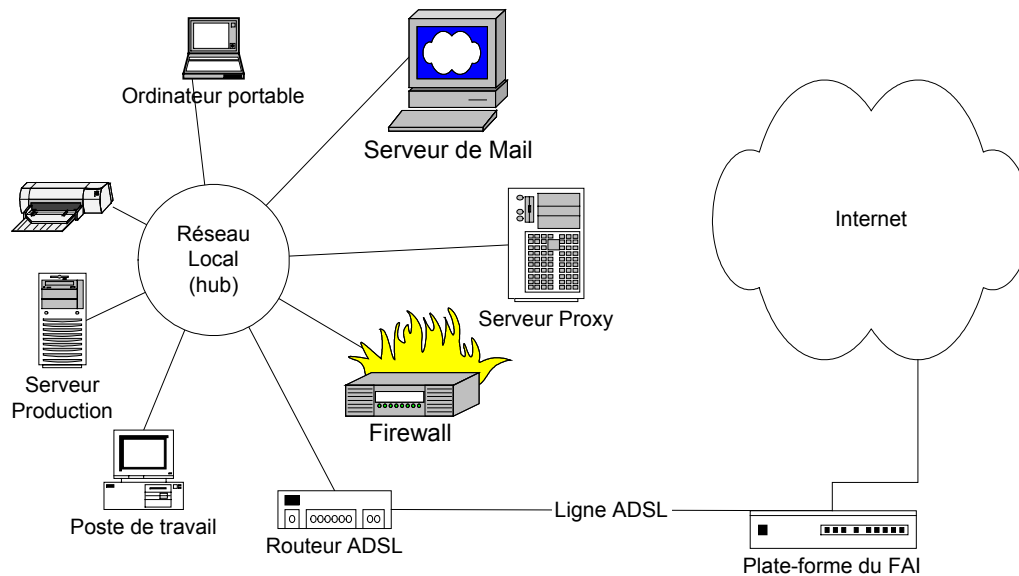 Ordinateur portable
Serveur de Mail
Réseau
Local
(hub)
Internet
Serveur Proxy
Serveur
Production
Firewall
Poste de travail
Routeur ADSL
Ligne ADSL
Plate-forme du FAI